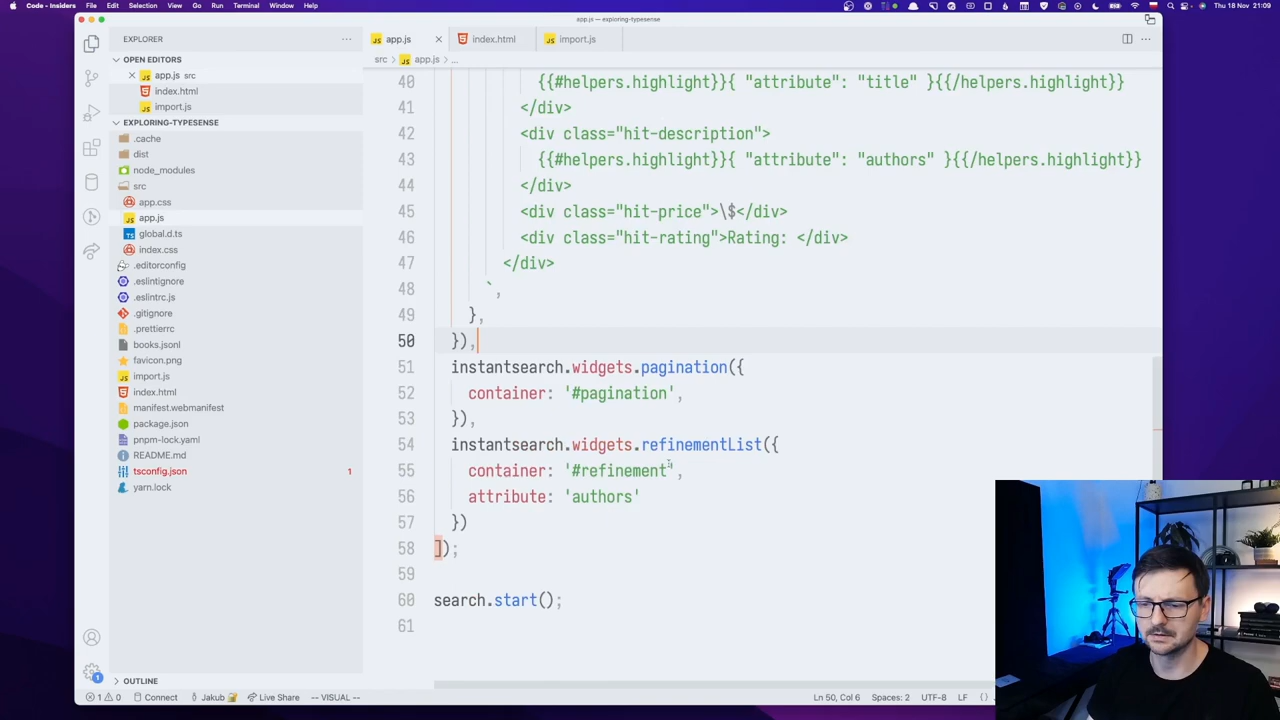 Code - Insiders File Edit Selection View Go Run Terminal Window Help
Thu 18 Nov 21:09
app.js — exploring-typesense
EXPLORER
OPEN EDITORS
app.js src
index.html
import.js
EXPLORING-TYPESENSE
.cache
dist
node_modules
src
app.css
app.js
global.d.ts
index.css
.editorconfig
.eslintignore
.eslintrc.js
.gitignore
.prettierrc
books.jsonl
favicon.png
import.js
index.html
manifest.webmanifest
package.json
pnpm-lock.yaml
README.md
tsconfig.json 1
yarn.lock
OUTLINE
app.js index.html import.js
src > app.js > ...
40 {{#helpers.highlight}}{ "attribute": "title" }{{/helpers.highlight}}
41 </div>
42 <div class="hit-description">
43 {{#helpers.highlight}}{ "attribute": "authors" }{{/helpers.highlight}}
44 </div>
45 <div class="hit-price">\$</div>
46 <div class="hit-rating">Rating: </div>
47 </div>
48 `,
49 },
50 }),
51 instantsearch.widgets.pagination({
52 container: '#pagination',
53 }),
54 instantsearch.widgets.refinementList({
55 container: '#refinement',
56 attribute: 'authors'
57 })
58 ]);
59
60 search.start();
61
1 0 Connect Jakub Live Share -- VISUAL -- Ln 50, Col 6 Spaces: 2 UTF-8 LF { }
1